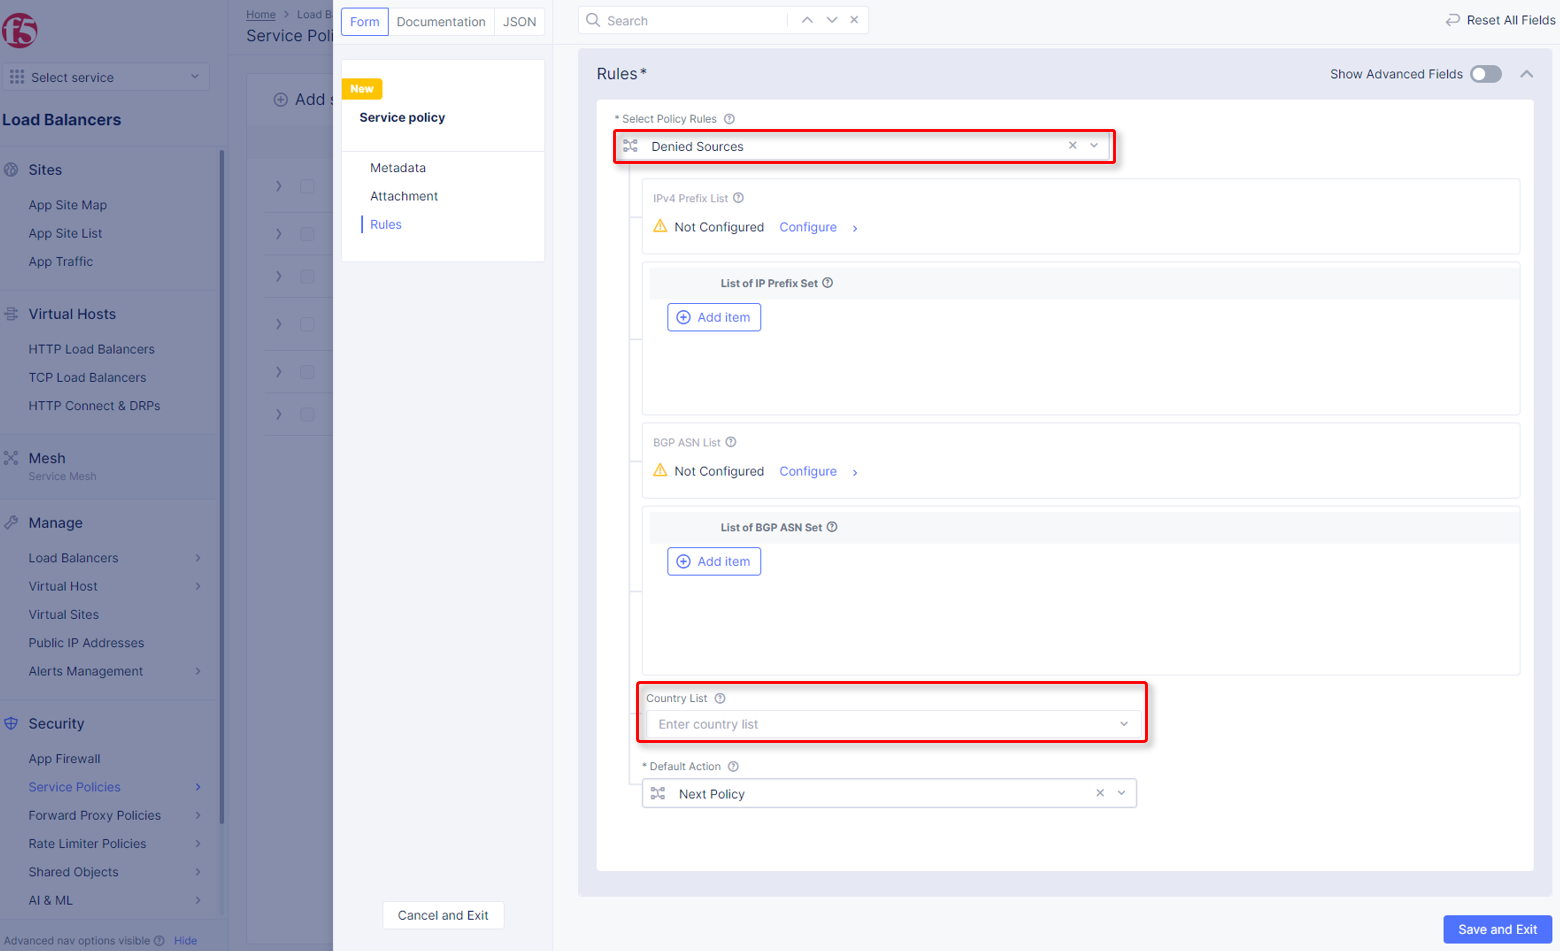 f5
Select service
Load Balancers
Sites
App Site Map
App Site List
App Traffic
Virtual Hosts
HTTP Load Balancers
TCP Load Balancers
HTTP Connect & DRPs
Mesh
Service Mesh
Manage
Load Balancers
Virtual Host
Virtual Sites
Public IP Addresses
Alerts Management
Security
App Firewall
Service Policies
Forward Proxy Policies
Rate Limiter Policies
Shared Objects
AI & ML
Advanced nav options visible Hide
Home > Load B
Service Poli
Add s
Form Documentation JSON
New
Service policy
Metadata
Attachment
Rules
Cancel and Exit
Search
Reset All Fields
Rules*
Show Advanced Fields
* Select Policy Rules
Denied Sources
IPv4 Prefix List
Not Configured Configure
List of IP Prefix Set
Add item
BGP ASN List
Not Configured Configure
List of BGP ASN Set
Add item
Country List
Enter country list
* Default Action
Next Policy
Save and Exit